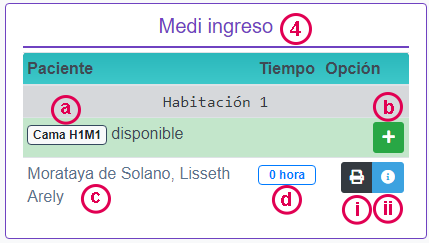 Medi ingreso 4
Paciente Tiempo Opción
Habitación 1
a b
Cama H1M1 disponible +
Morataya de Solano, Lisseth 0 hora
Arely
c d i ii